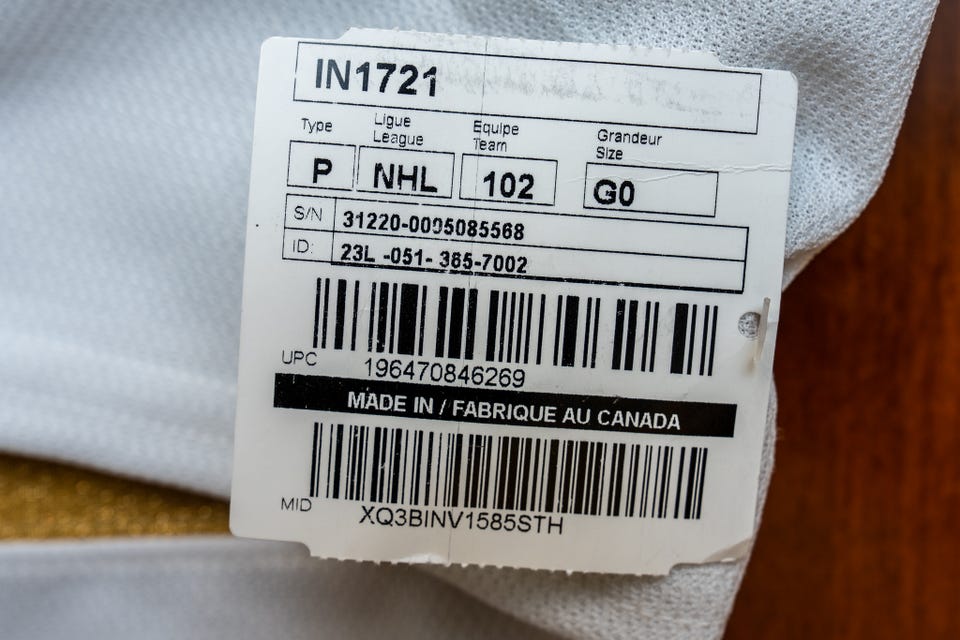 IN1721
Type Ligue League Equipe Team Grandeur Size
P NHL 102 G0
S/N 31220-0005085568
ID: 23L -051- 385-7002
UPC 196470846269
MADE IN / FABRIQUE AU CANADA
MID XQ3BINV1585STH